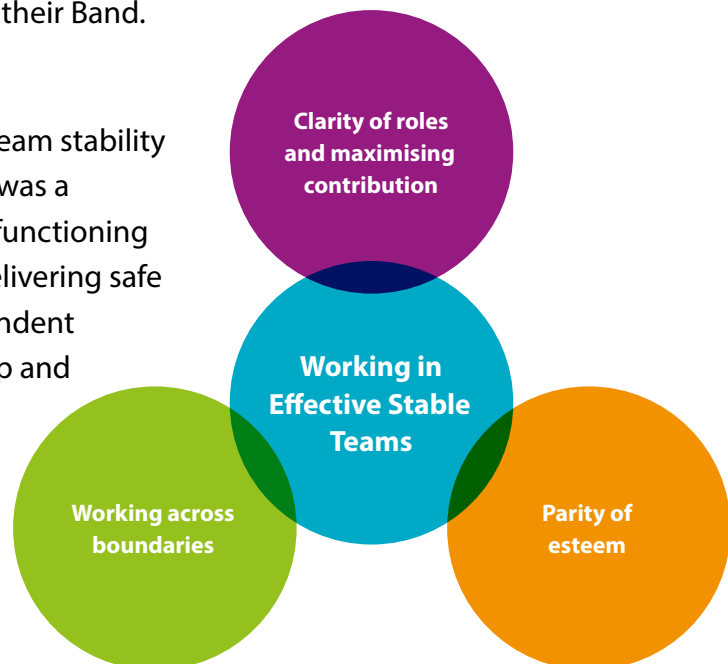 their Band.
eam stability
was a
functioning
elivering safe
ndent
p and
Clarity of roles
and maximising
contribution
Working in
Effective Stable
Teams
Working across
boundaries
Parity of
esteem